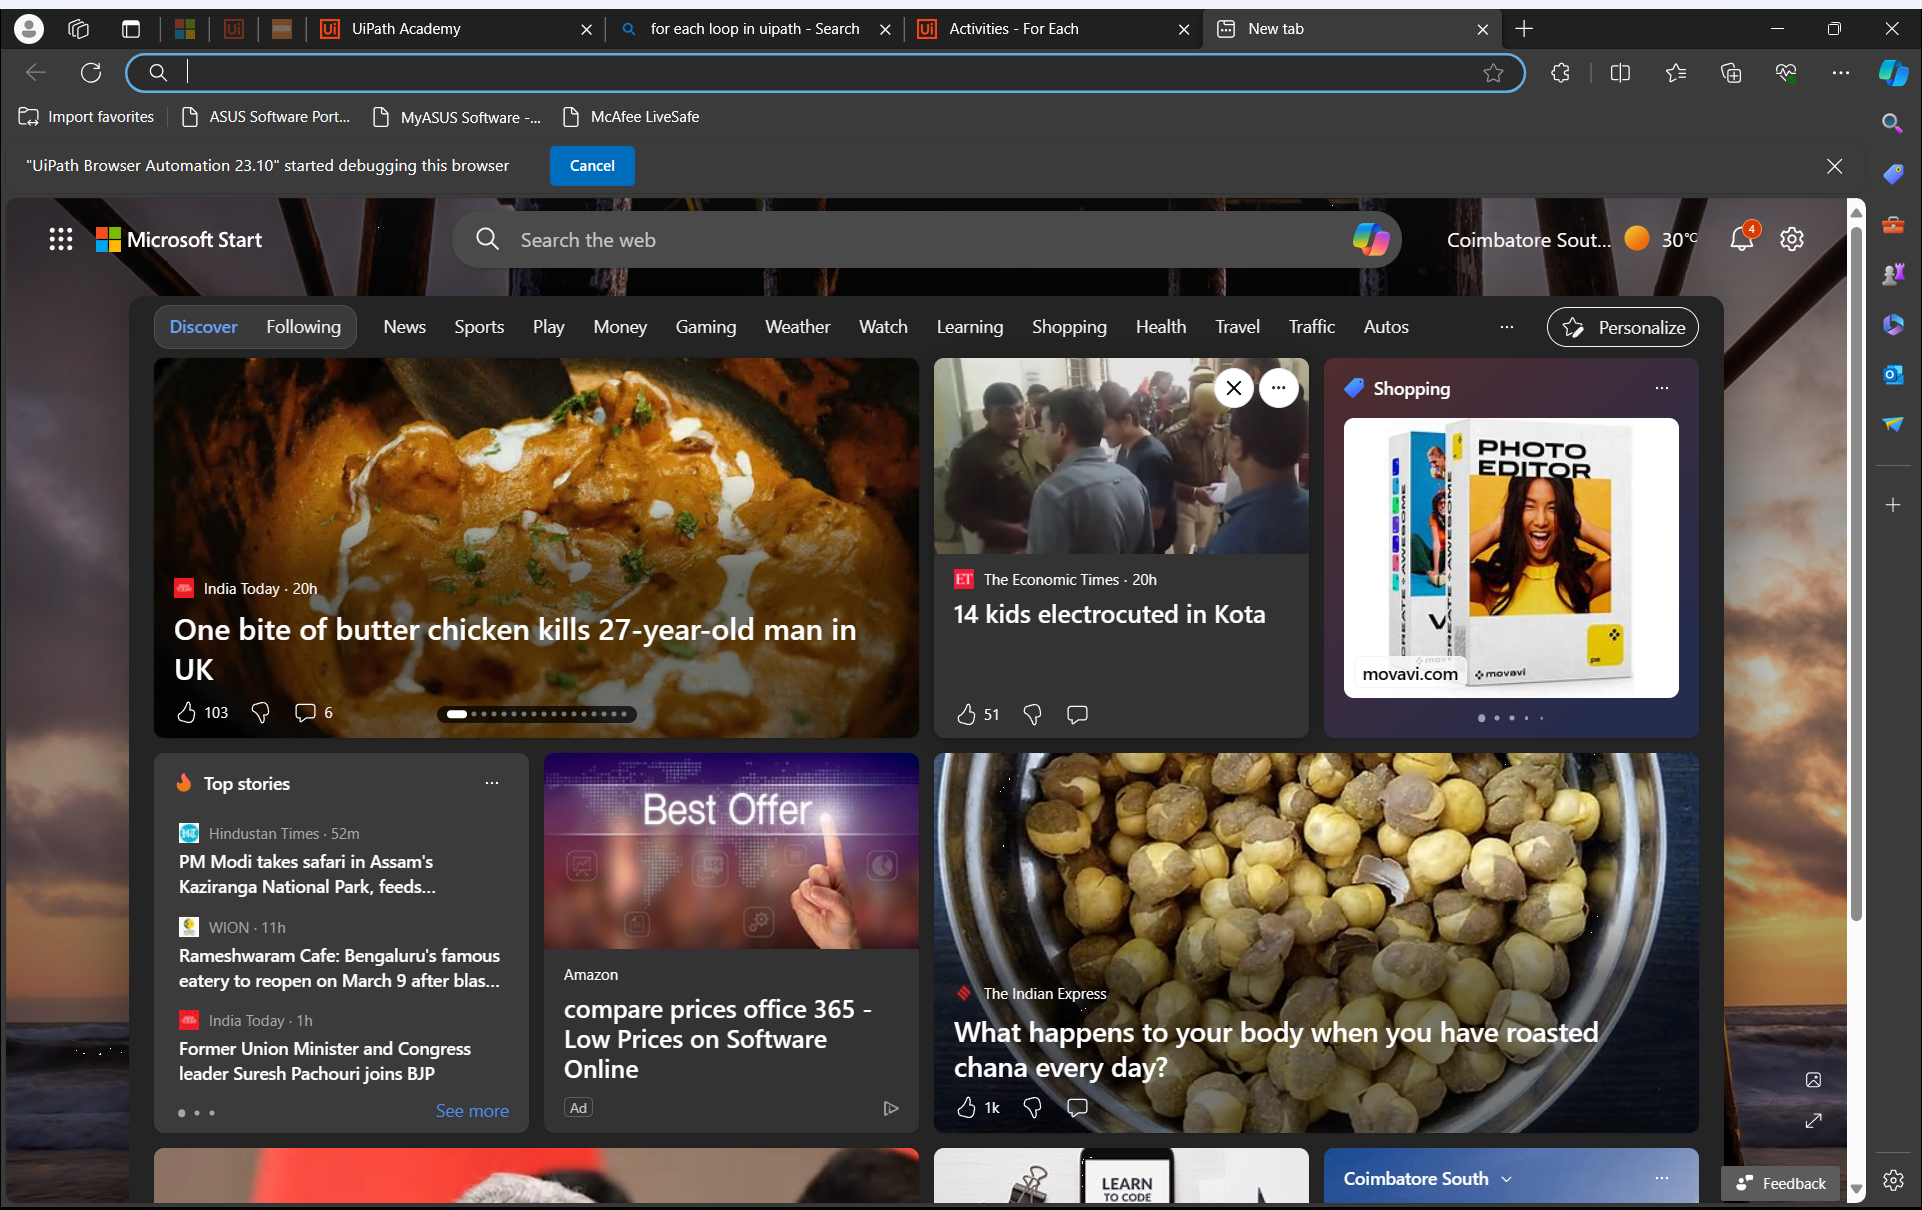 UiPath Academy
for each loop in uipath - Search
Activities - For Each
New tab
Import favorites
ASUS Software Port...
MyASUS Software -...
McAfee LiveSafe
"UiPath Browser Automation 23.10" started debugging this browser
Cancel
Microsoft Start
Search the web
Coimbatore Sout...
30°C
4
Discover
Following
News
Sports
Play
Money
Gaming
Weather
Watch
Learning
Shopping
Health
Travel
Traffic
Autos
Personalize
India Today · 20h
One bite of butter chicken kills 27-year-old man in
UK
103
6
ET The Economic Times · 20h
14 kids electrocuted in Kota
51
Shopping
PHOTO
EDITOR
CREATE + AWESOME
pe
movavi
movavi.com
Top stories
Hindustan Times · 52m
PM Modi takes safari in Assam's
Kaziranga National Park, feeds...
WION · 11h
Rameshwaram Cafe: Bengaluru's famous
eatery to reopen on March 9 after blas...
India Today · 1h
Former Union Minister and Congress
leader Suresh Pachouri joins BJP
See more
Best Offer
Amazon
compare prices office 365 -
Low Prices on Software
Online
Ad
The Indian Express
What happens to your body when you have roasted
chana every day?
1k
LEARN
TO CODE
Coimbatore South
Feedback